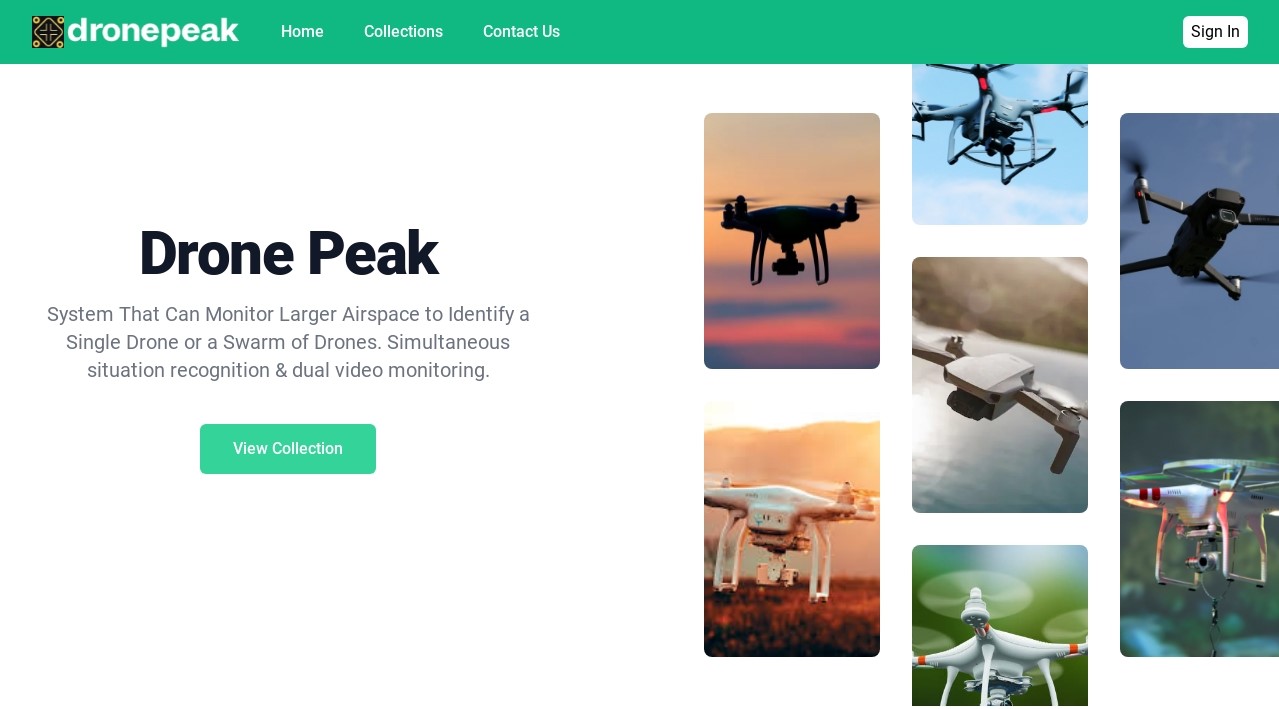 dronepeak
Home
Collections
Contact Us
Sign In
Drone Peak
System That Can Monitor Larger Airspace to Identify a
Single Drone or a Swarm of Drones. Simultaneous
situation recognition & dual video monitoring.
View Collection